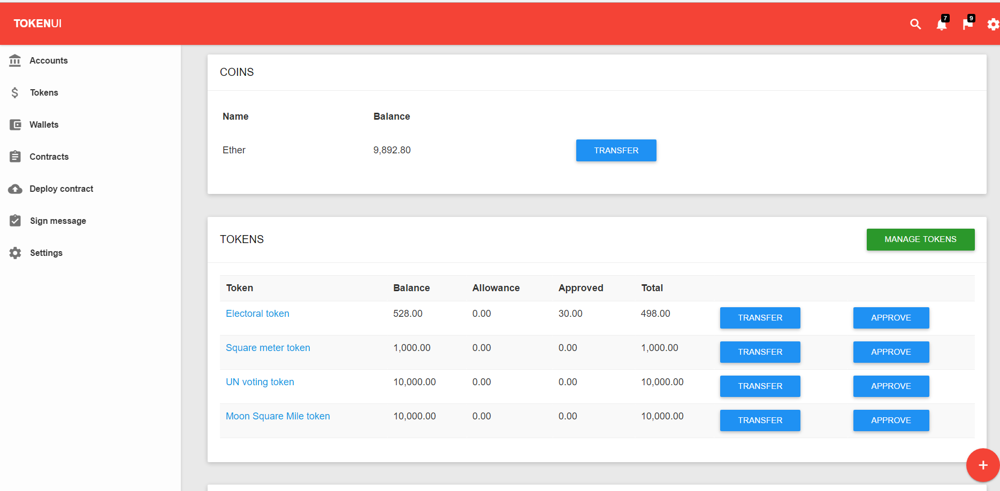 TOKENUI
7
9
Accounts
Tokens
Wallets
Contracts
Deploy contract
Sign message
Settings
COINS
Name Balance
Ether 9,892.80 TRANSFER
TOKENS MANAGE TOKENS
Token Balance Allowance Approved Total
Electoral token 528.00 0.00 30.00 498.00 TRANSFER APPROVE
Square meter token 1,000.00 0.00 0.00 1,000.00 TRANSFER APPROVE
UN voting token 10,000.00 0.00 0.00 10,000.00 TRANSFER APPROVE
Moon Square Mile token 10,000.00 0.00 0.00 10,000.00 TRANSFER APPROVE
+